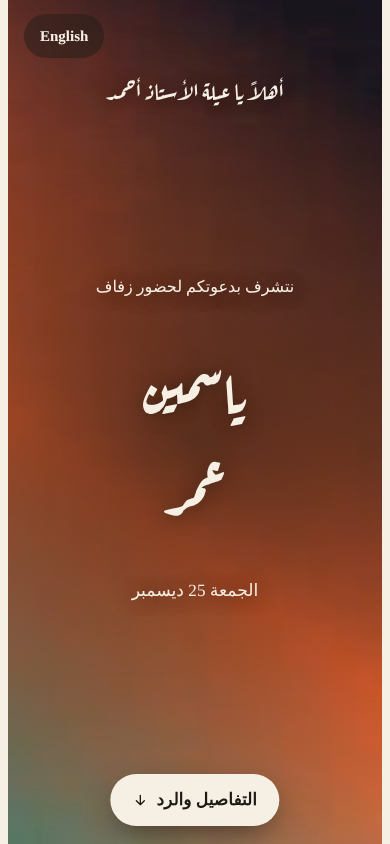 English
أهلاً يا عيلة الأستاذ أحمد
نتشرف بدعوتكم لحضور زفاف
ياسمين
عمر
الجمعة 25 ديسمبر
التفاصيل والرد ↓